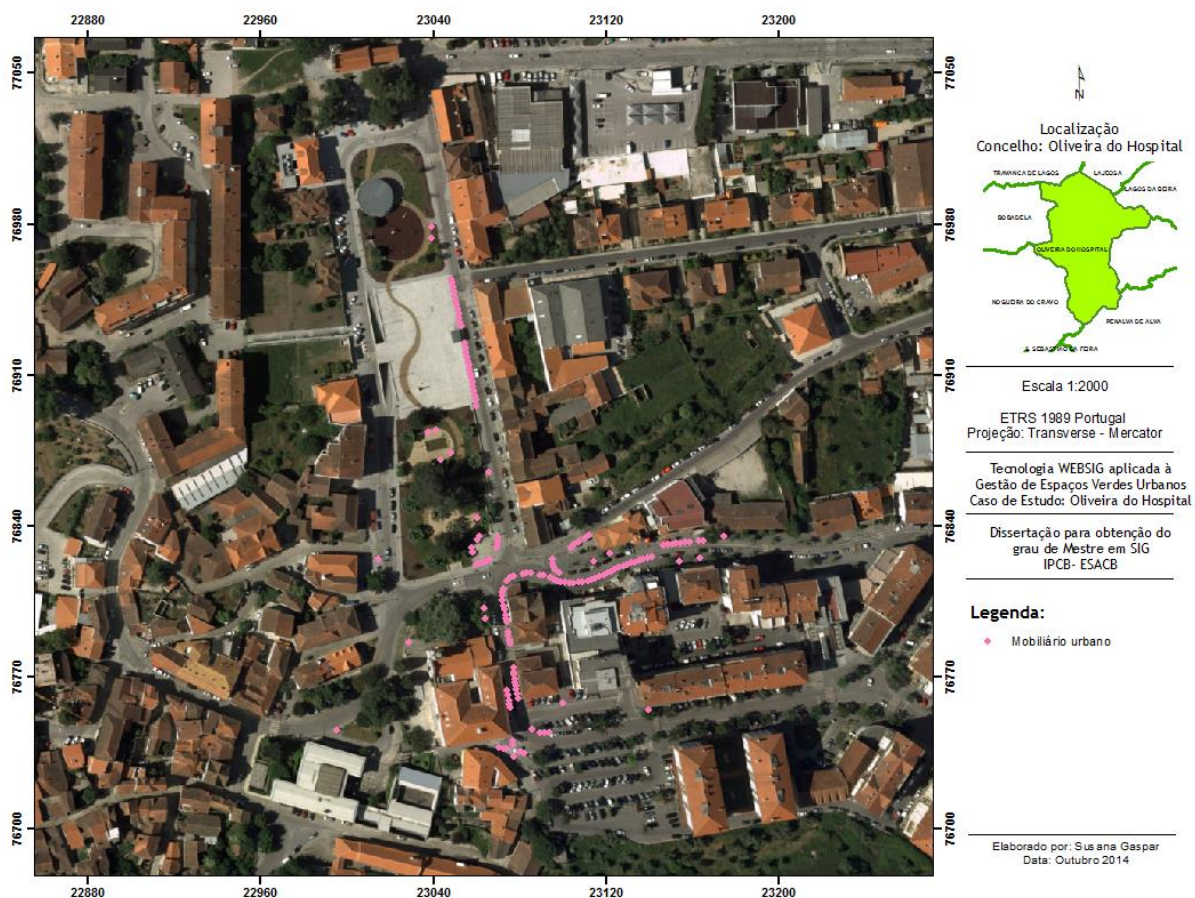 22880 22960 23040 23120 23200
77050 77050
76980 76980
76910 76910
76840 76840
76770 76770
76700 76700
22880 22960 23040 23120 23200
N
Localização
Concelho: Oliveira do Hospital
TRAVANCA DE LAGOS
LAJEOSA
LAGOS DA BEIRA
BOBADELA
OLIVEIRA DO HOSPITAL
NOGUEIRA DO CRAVO
PENALVA DE ALVA
S. SEBASTIAO DA FEIRA
Escala 1:2000
ETRS 1989 Portugal
Projeção: Transverse - Mercator
Tecnologia WEBSIG aplicada à
Gestão de Espaços Verdes Urbanos
Caso de Estudo: Oliveira do Hospital
Dissertação para obtenção do
grau de Mestre em SIG
IPCB- ESACB
Legenda:
Mobiliário urbano
Elaborado por: Susana Gaspar
Data: Outubro 2014